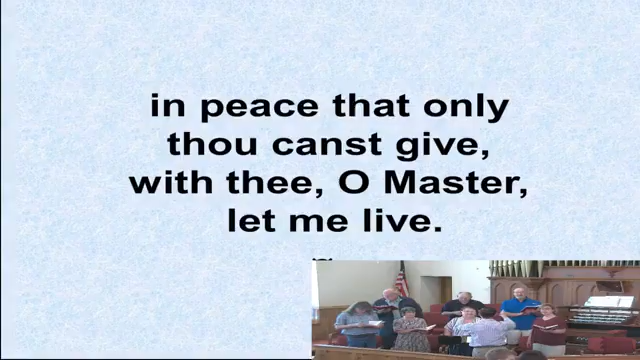 in peace that only
thou canst give,
with thee, O Master,
let me live.